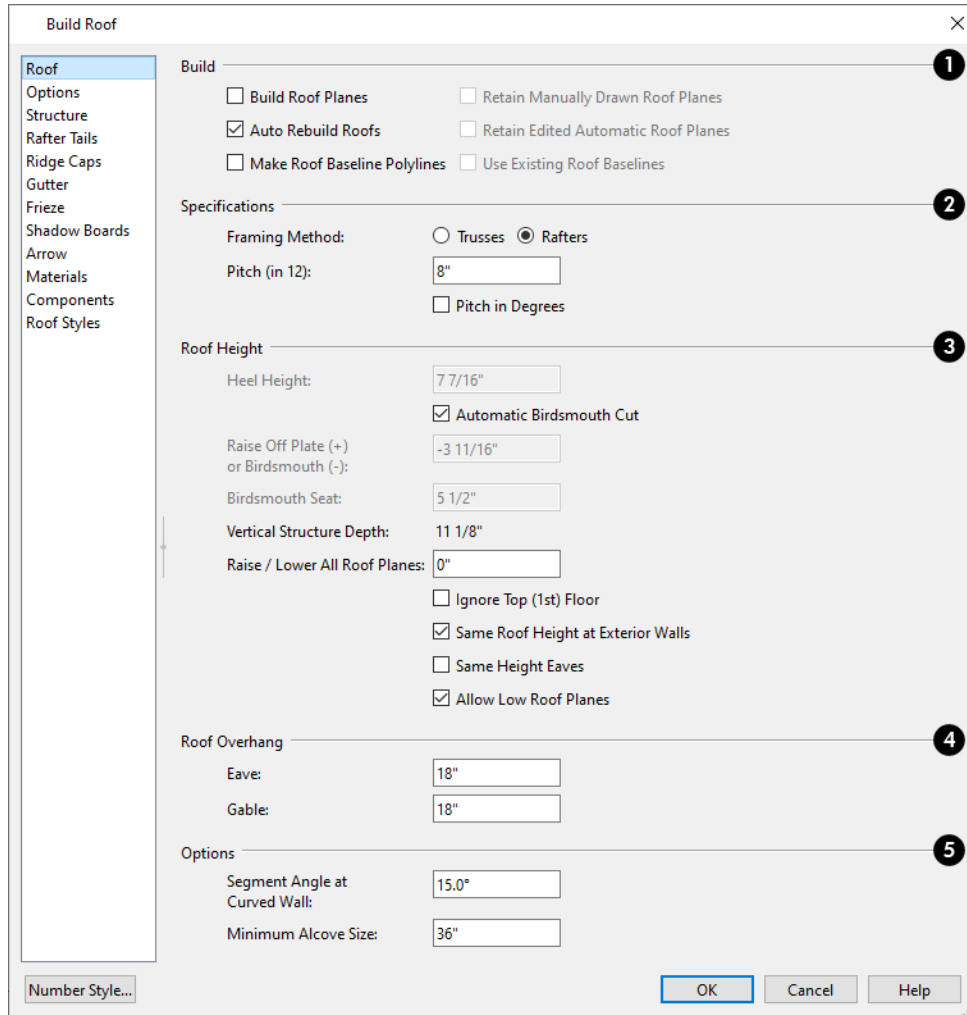 Build Roof
Roof
Options
Structure
Rafter Tails
Ridge Caps
Gutter
Frieze
Shadow Boards
Arrow
Materials
Components
Roof Styles
Build
1
Build Roof Planes
Retain Manually Drawn Roof Planes
Auto Rebuild Roofs
Retain Edited Automatic Roof Planes
Make Roof Baseline Polylines
Use Existing Roof Baselines
Specifications
2
Framing Method:
Trusses
Rafters
Pitch (in 12):
8"
Pitch in Degrees
Roof Height
3
Heel Height:
7 7/16"
Automatic Birdsmouth Cut
Raise Off Plate (+)
or Birdsmouth (-):
-3 11/16"
Birdsmouth Seat:
5 1/2"
Vertical Structure Depth:
11 1/8"
Raise / Lower All Roof Planes:
0"
Ignore Top (1st) Floor
Same Roof Height at Exterior Walls
Same Height Eaves
Allow Low Roof Planes
Roof Overhang
4
Eave:
18"
Gable:
18"
Options
5
Segment Angle at
Curved Wall:
15.0°
Minimum Alcove Size:
36"
Number Style...
OK
Cancel
Help